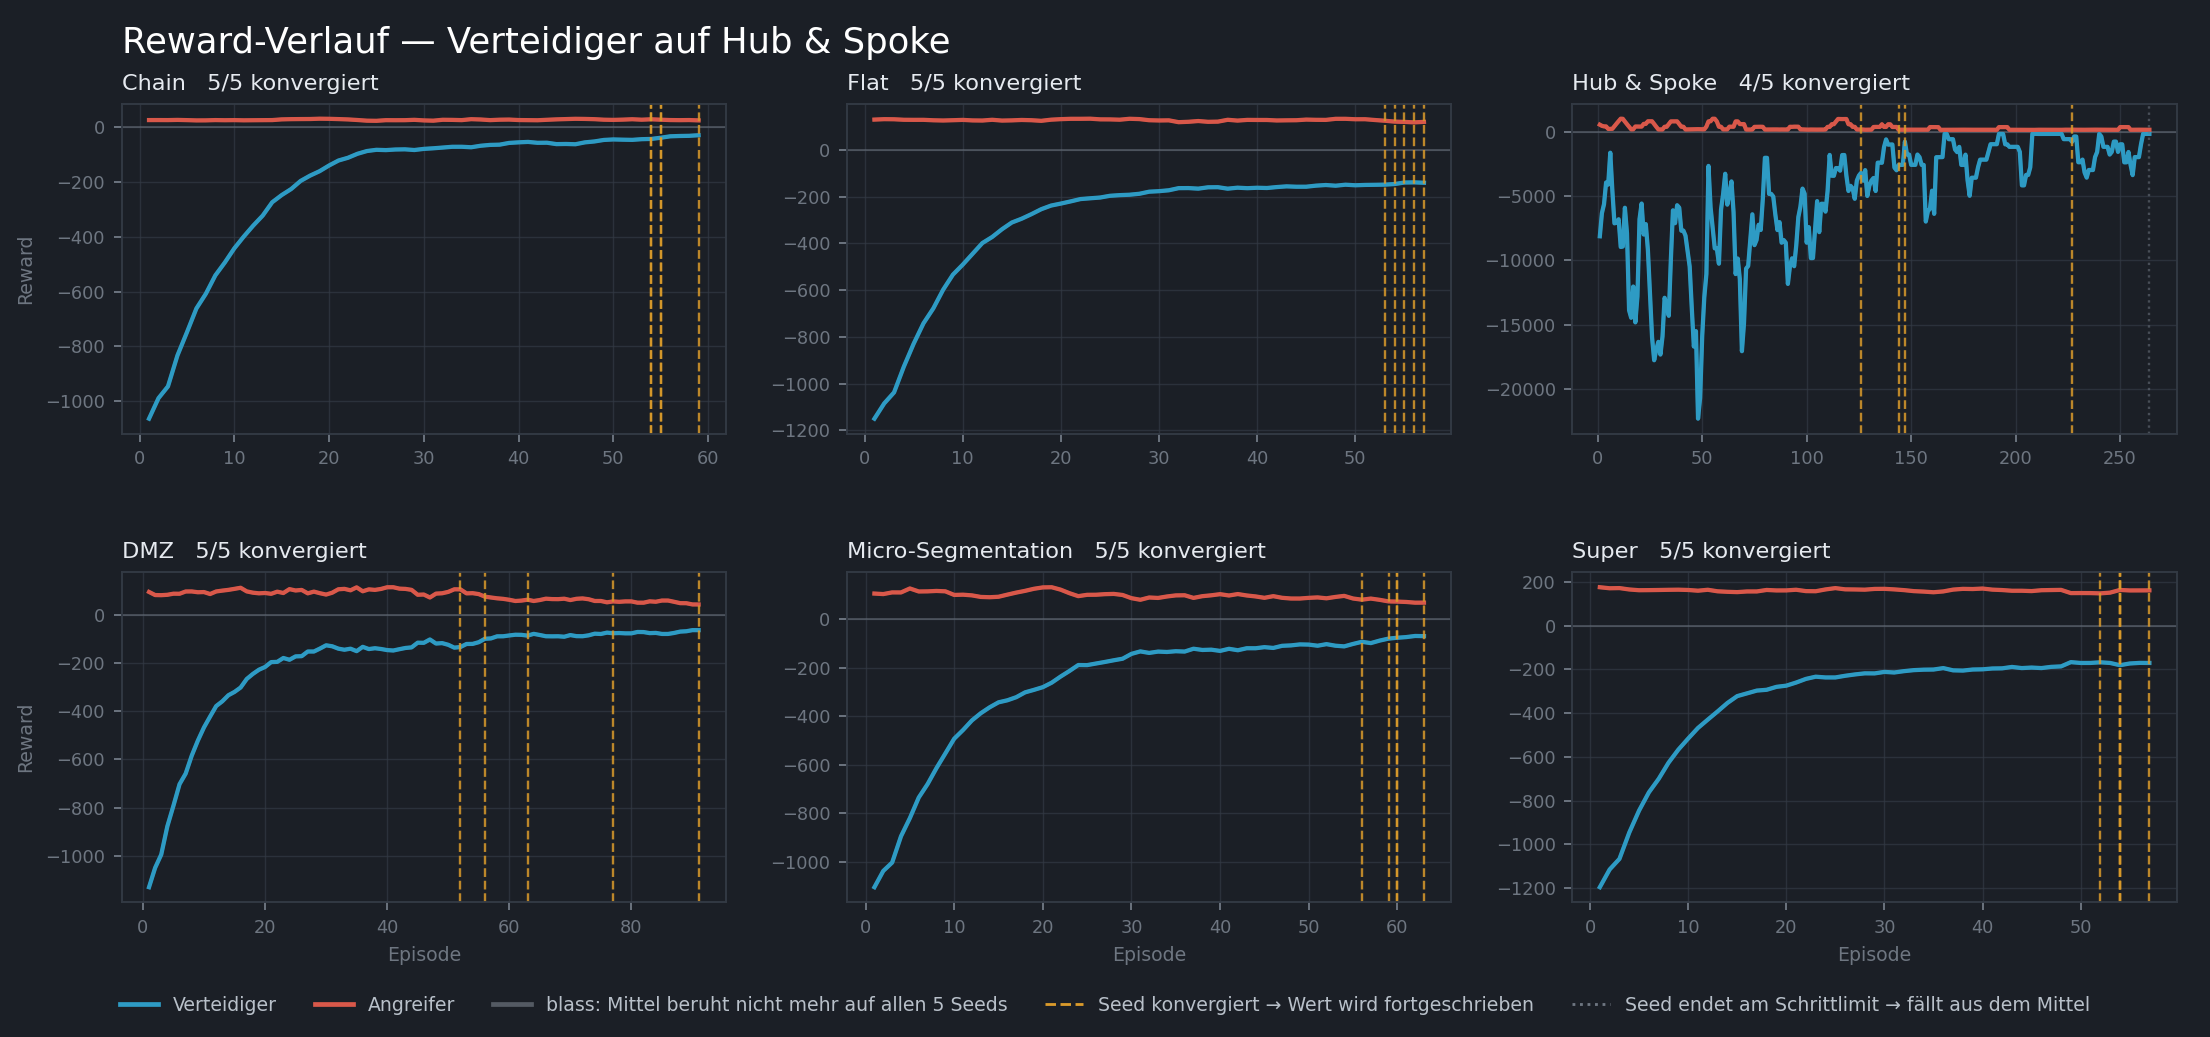 Reward-Verlauf — Verteidiger auf Hub & Spoke
Chain 5/5 konvergiert
Flat 5/5 konvergiert
Hub & Spoke 4/5 konvergiert
Reward
0
−200
−400
−600
−800
−1000
0 10 20 30 40 50 60
0
−200
−400
−600
−800
−1000
−1200
0 10 20 30 40 50
0
−5000
−10000
−15000
−20000
0 50 100 150 200 250
DMZ 5/5 konvergiert
Micro-Segmentation 5/5 konvergiert
Super 5/5 konvergiert
Reward
0
−200
−400
−600
−800
−1000
0 20 40 60 80
Episode
0
−200
−400
−600
−800
−1000
0 10 20 30 40 50 60
Episode
200
0
−200
−400
−600
−800
−1000
−1200
0 10 20 30 40 50
Episode
Verteidiger
Angreifer
blass: Mittel beruht nicht mehr auf allen 5 Seeds
Seed konvergiert → Wert wird fortgeschrieben
Seed endet am Schrittlimit → fällt aus dem Mittel